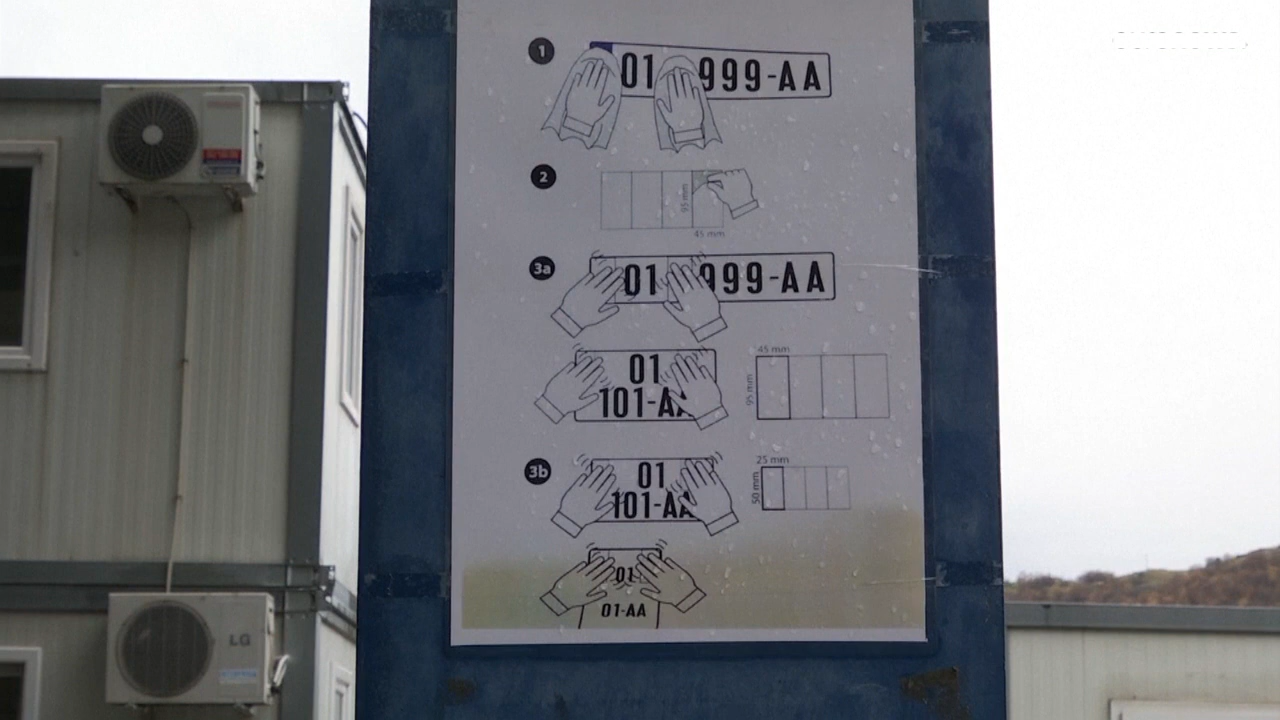 1
01 999-AA
2
95 mm
45 mm
3a
01 999-AA
01
101-AA
45 mm
95 mm
3b
01
101-AA
25 mm
50 mm
01
01-AA
LG